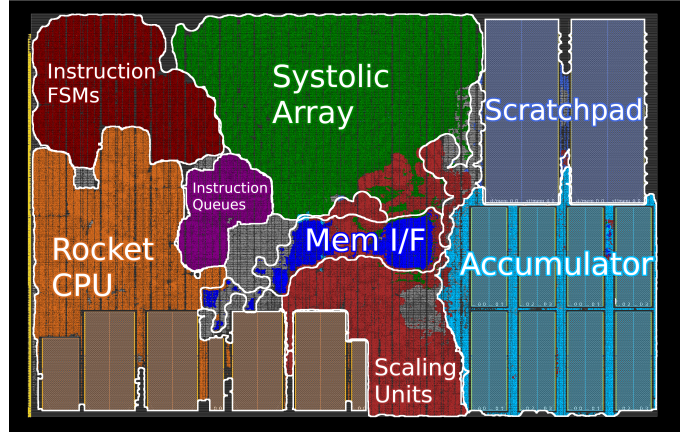 Instruction
FSMs
Systolic
Array
Scratchpad
Instruction
Queues
Rocket
CPU
Mem I/F
Accumulator
Scaling
Units